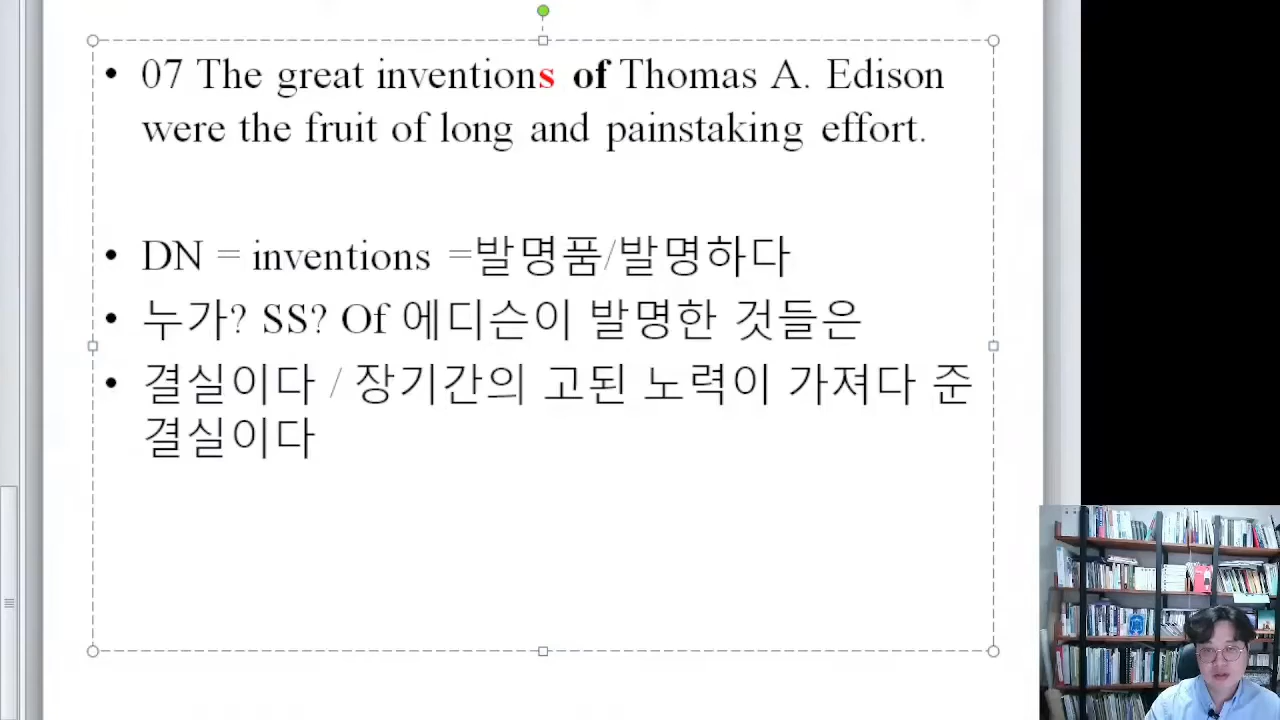 • 07 The great inventions of Thomas A. Edison
were the fruit of long and painstaking effort.
• DN = inventions =발명품/발명하다
• 누가? SS? Of 에디슨이 발명한 것들은
• 결실이다 / 장기간의 고된 노력이 가져다 준
결실이다